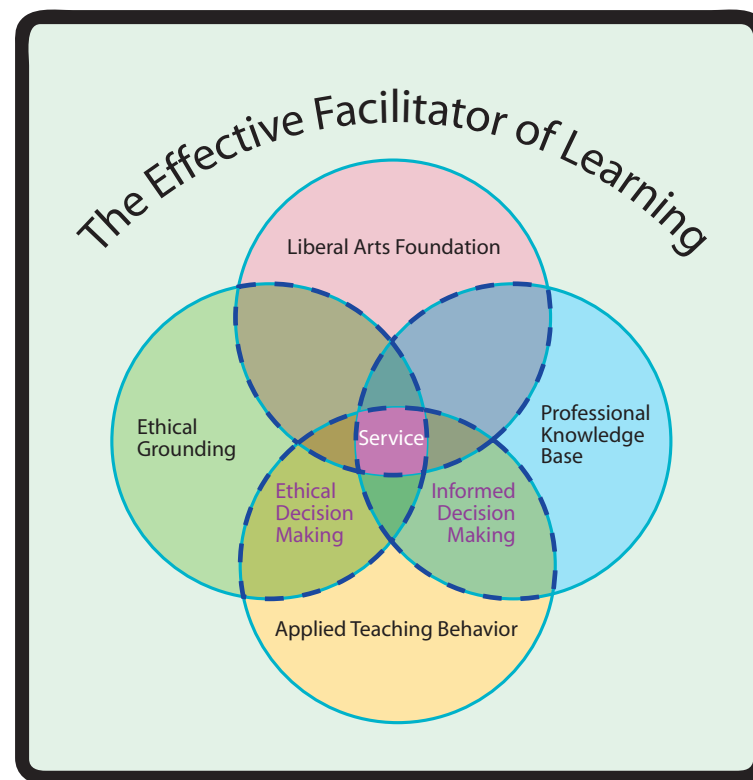 The Effective Facilitator of Learning
Liberal Arts Foundation
Ethical
Grounding
Service
Professional
Knowledge
Base
Ethical
Decision
Making
Informed
Decision
Making
Applied Teaching Behavior